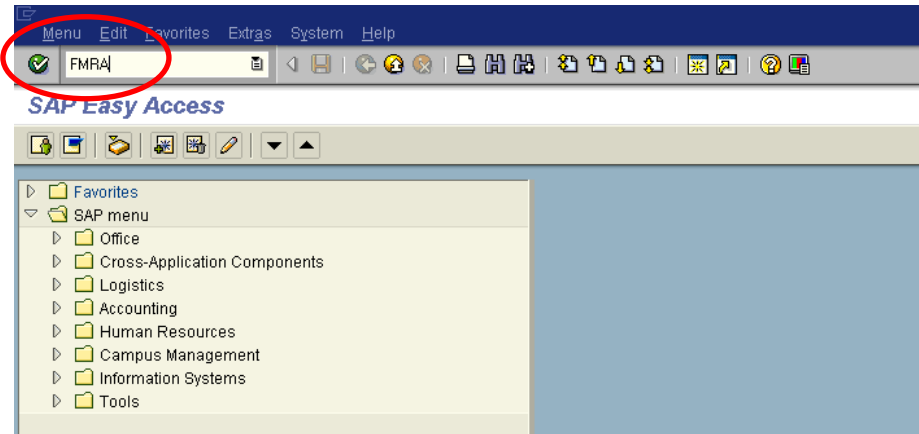 Menu Edit Favorites Extras System Help
FMRA
SAP Easy Access
Favorites
SAP menu
Office
Cross-Application Components
Logistics
Accounting
Human Resources
Campus Management
Information Systems
Tools